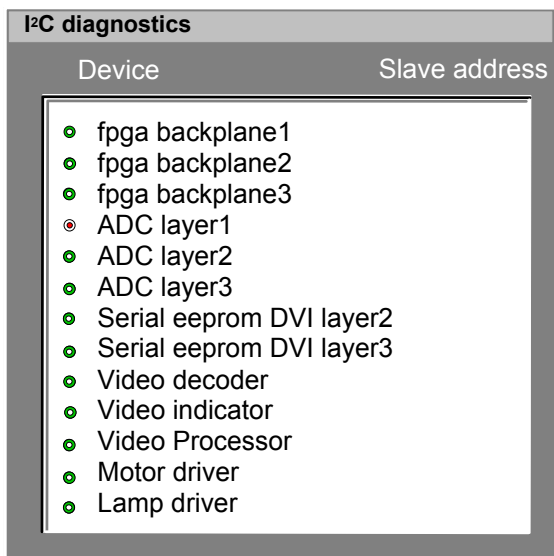 I²C diagnostics
Device Slave address
fpga backplane1
fpga backplane2
fpga backplane3
ADC layer1
ADC layer2
ADC layer3
Serial eeprom DVI layer2
Serial eeprom DVI layer3
Video decoder
Video indicator
Video Processor
Motor driver
Lamp driver